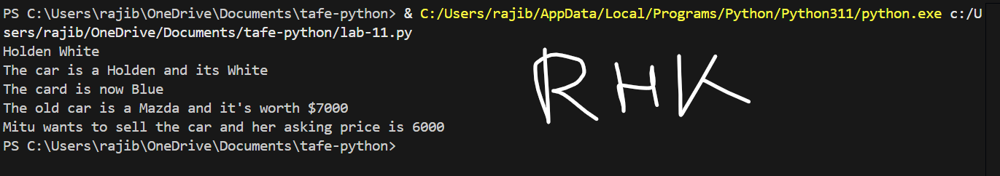 PS C:\Users\rajib\OneDrive\Documents\tafe-python> & C:/Users/rajib/AppData/Local/Programs/Python/Python311/python.exe c:/U
sers/rajib/OneDrive/Documents/tafe-python/lab-11.py
Holden White
The car is a Holden and its White
The card is now Blue
The old car is a Mazda and it's worth $7000
Mitu wants to sell the car and her asking price is 6000
PS C:\Users\rajib\OneDrive\Documents\tafe-python>
RHK